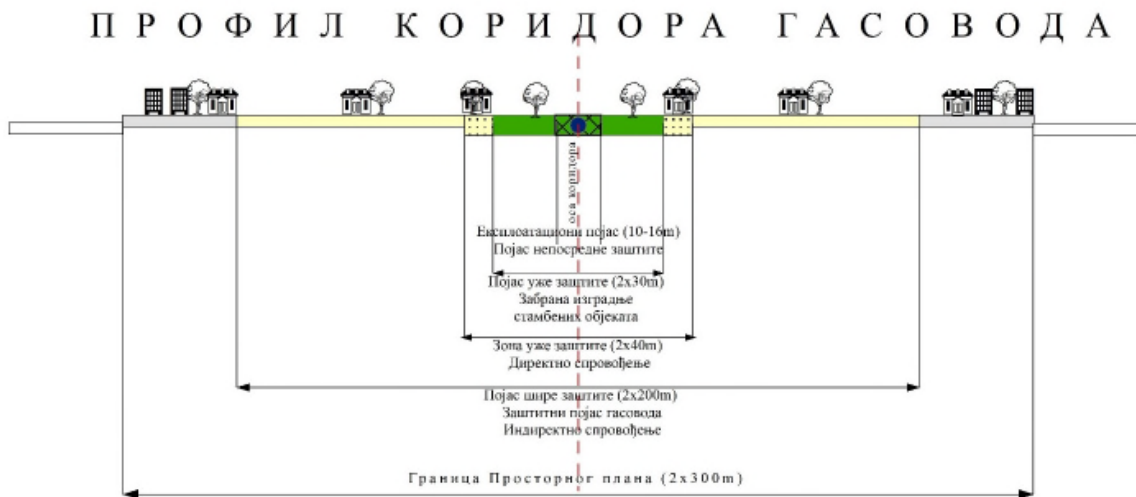 ПРОФИЛ КОРИДОРА ГАСОВОДА
оса коридора
Експлоатациони појас (10-16m)
Појас непосредне заштите
Појас уже заштите (2x30m)
Забрана изградње
стамбених објеката
Зона уже заштите (2x40m)
Директно спровођење
Појас шире заштите (2x200m)
Заштитни појас гасовода
Индиректно спровођење
Граница Просторног плана (2x300m)